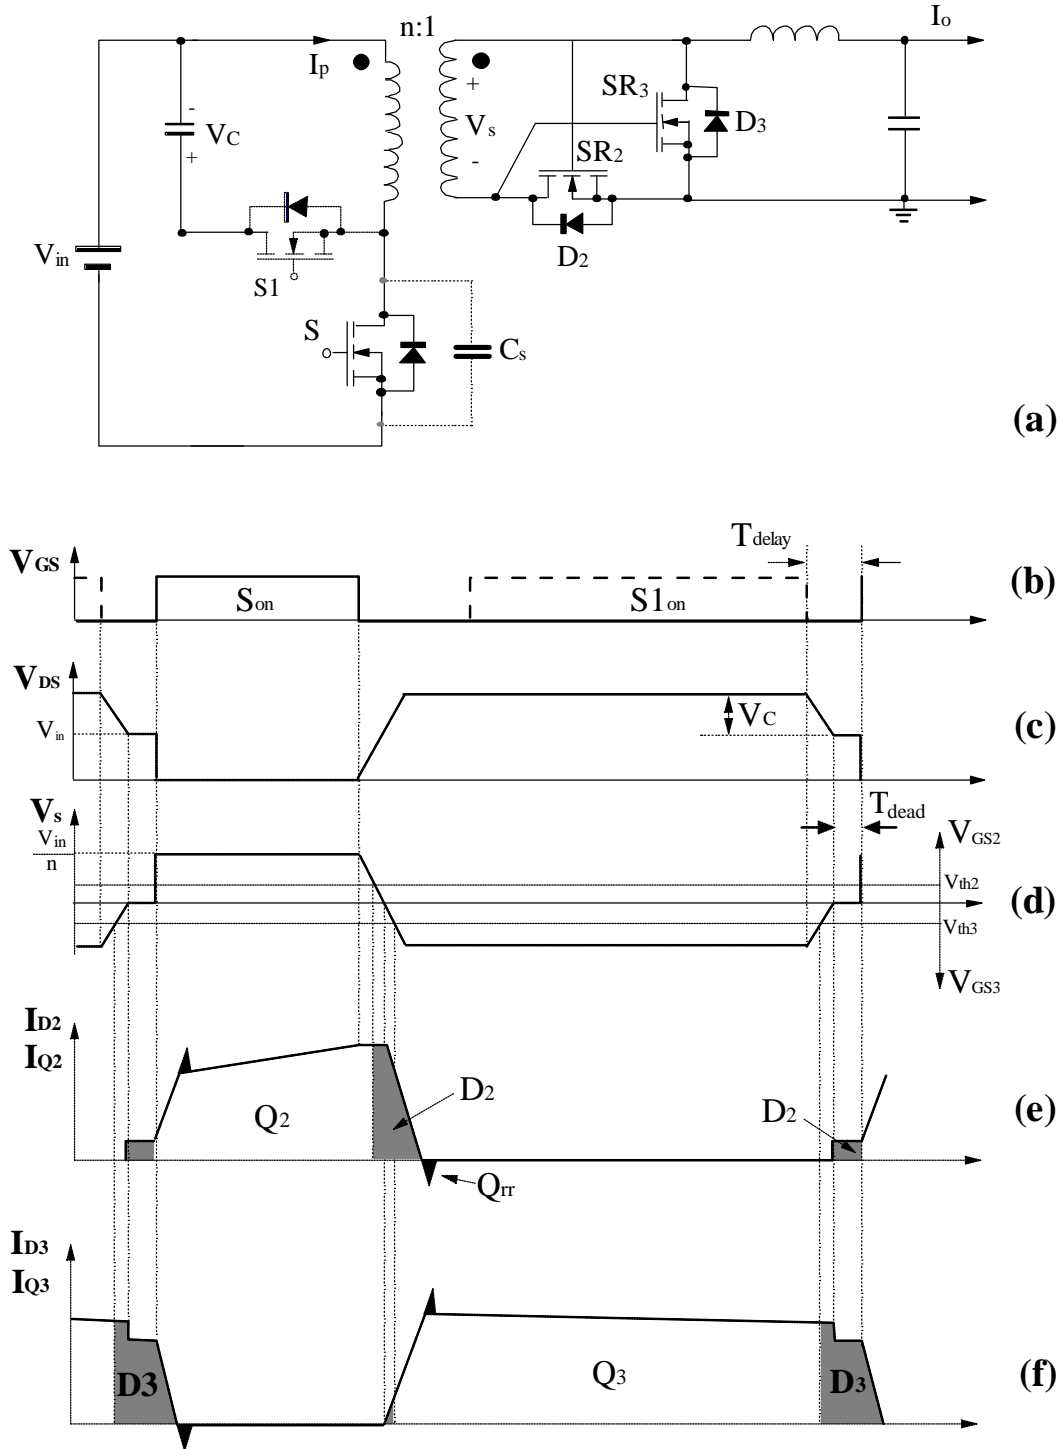 n:1
Io
Ip
VC
+
-
Vs
+
-
SR3
D3
SR2
D2
Vin
S1
S
Cs
(a)
VGS
Son
S1on
Tdelay
(b)
VDS
Vin
VC
(c)
Vs
Vin
n
Tdead
VGS2
Vth2
Vth3
VGS3
(d)
ID2
IQ2
Q2
D2
Qrr
D2
(e)
ID3
IQ3
D3
Q3
D3
(f)